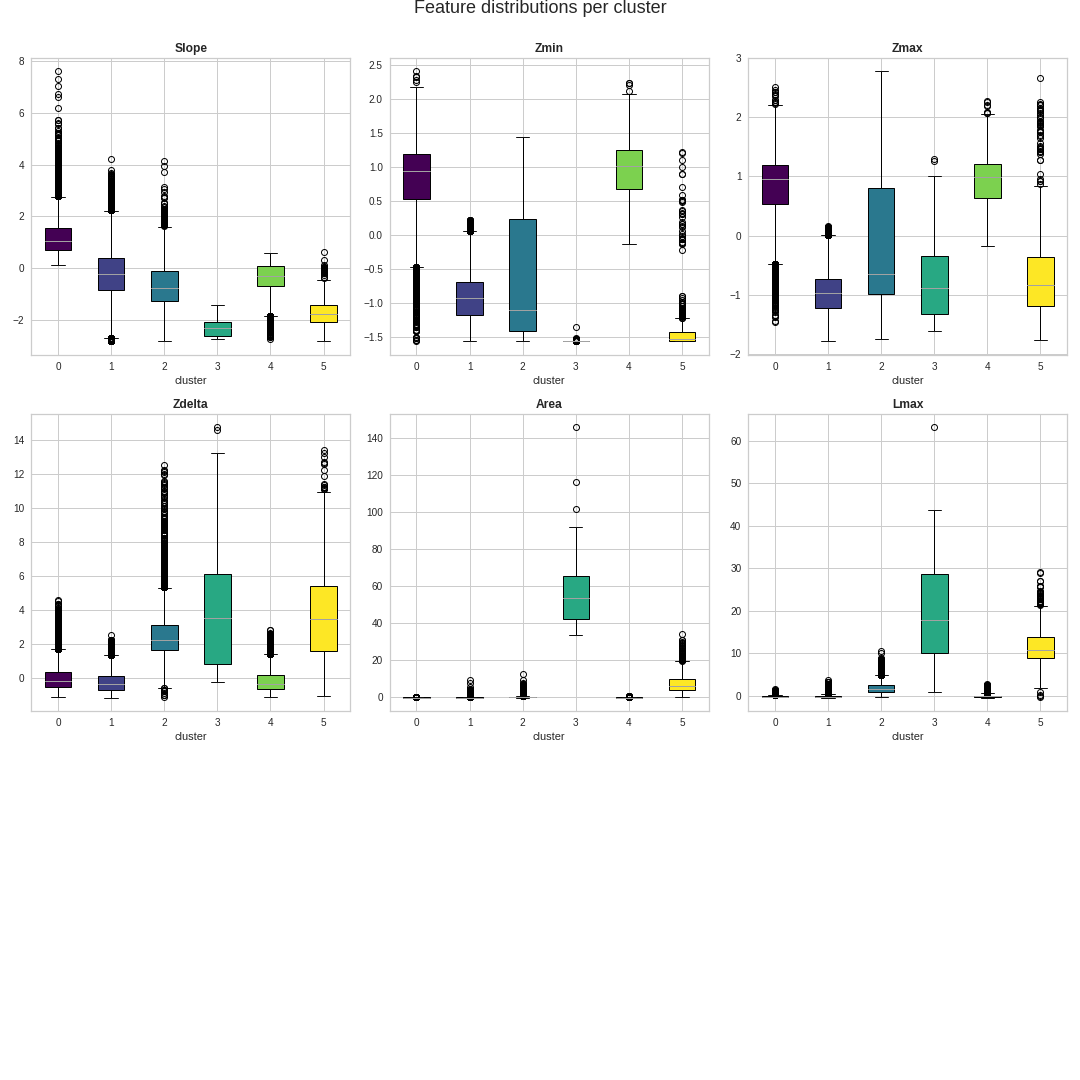 Feature distributions per cluster
Slope
8
6
4
2
0
−2
0 1 2 3 4 5
cluster
Zmin
2.5
2.0
1.5
1.0
0.5
0.0
−0.5
−1.0
−1.5
0 1 2 3 4 5
cluster
Zmax
3
2
1
0
−1
−2
0 1 2 3 4 5
cluster
Zdelta
14
12
10
8
6
4
2
0
0 1 2 3 4 5
cluster
Area
140
120
100
80
60
40
20
0
0 1 2 3 4 5
cluster
Lmax
60
50
40
30
20
10
0
0 1 2 3 4 5
cluster